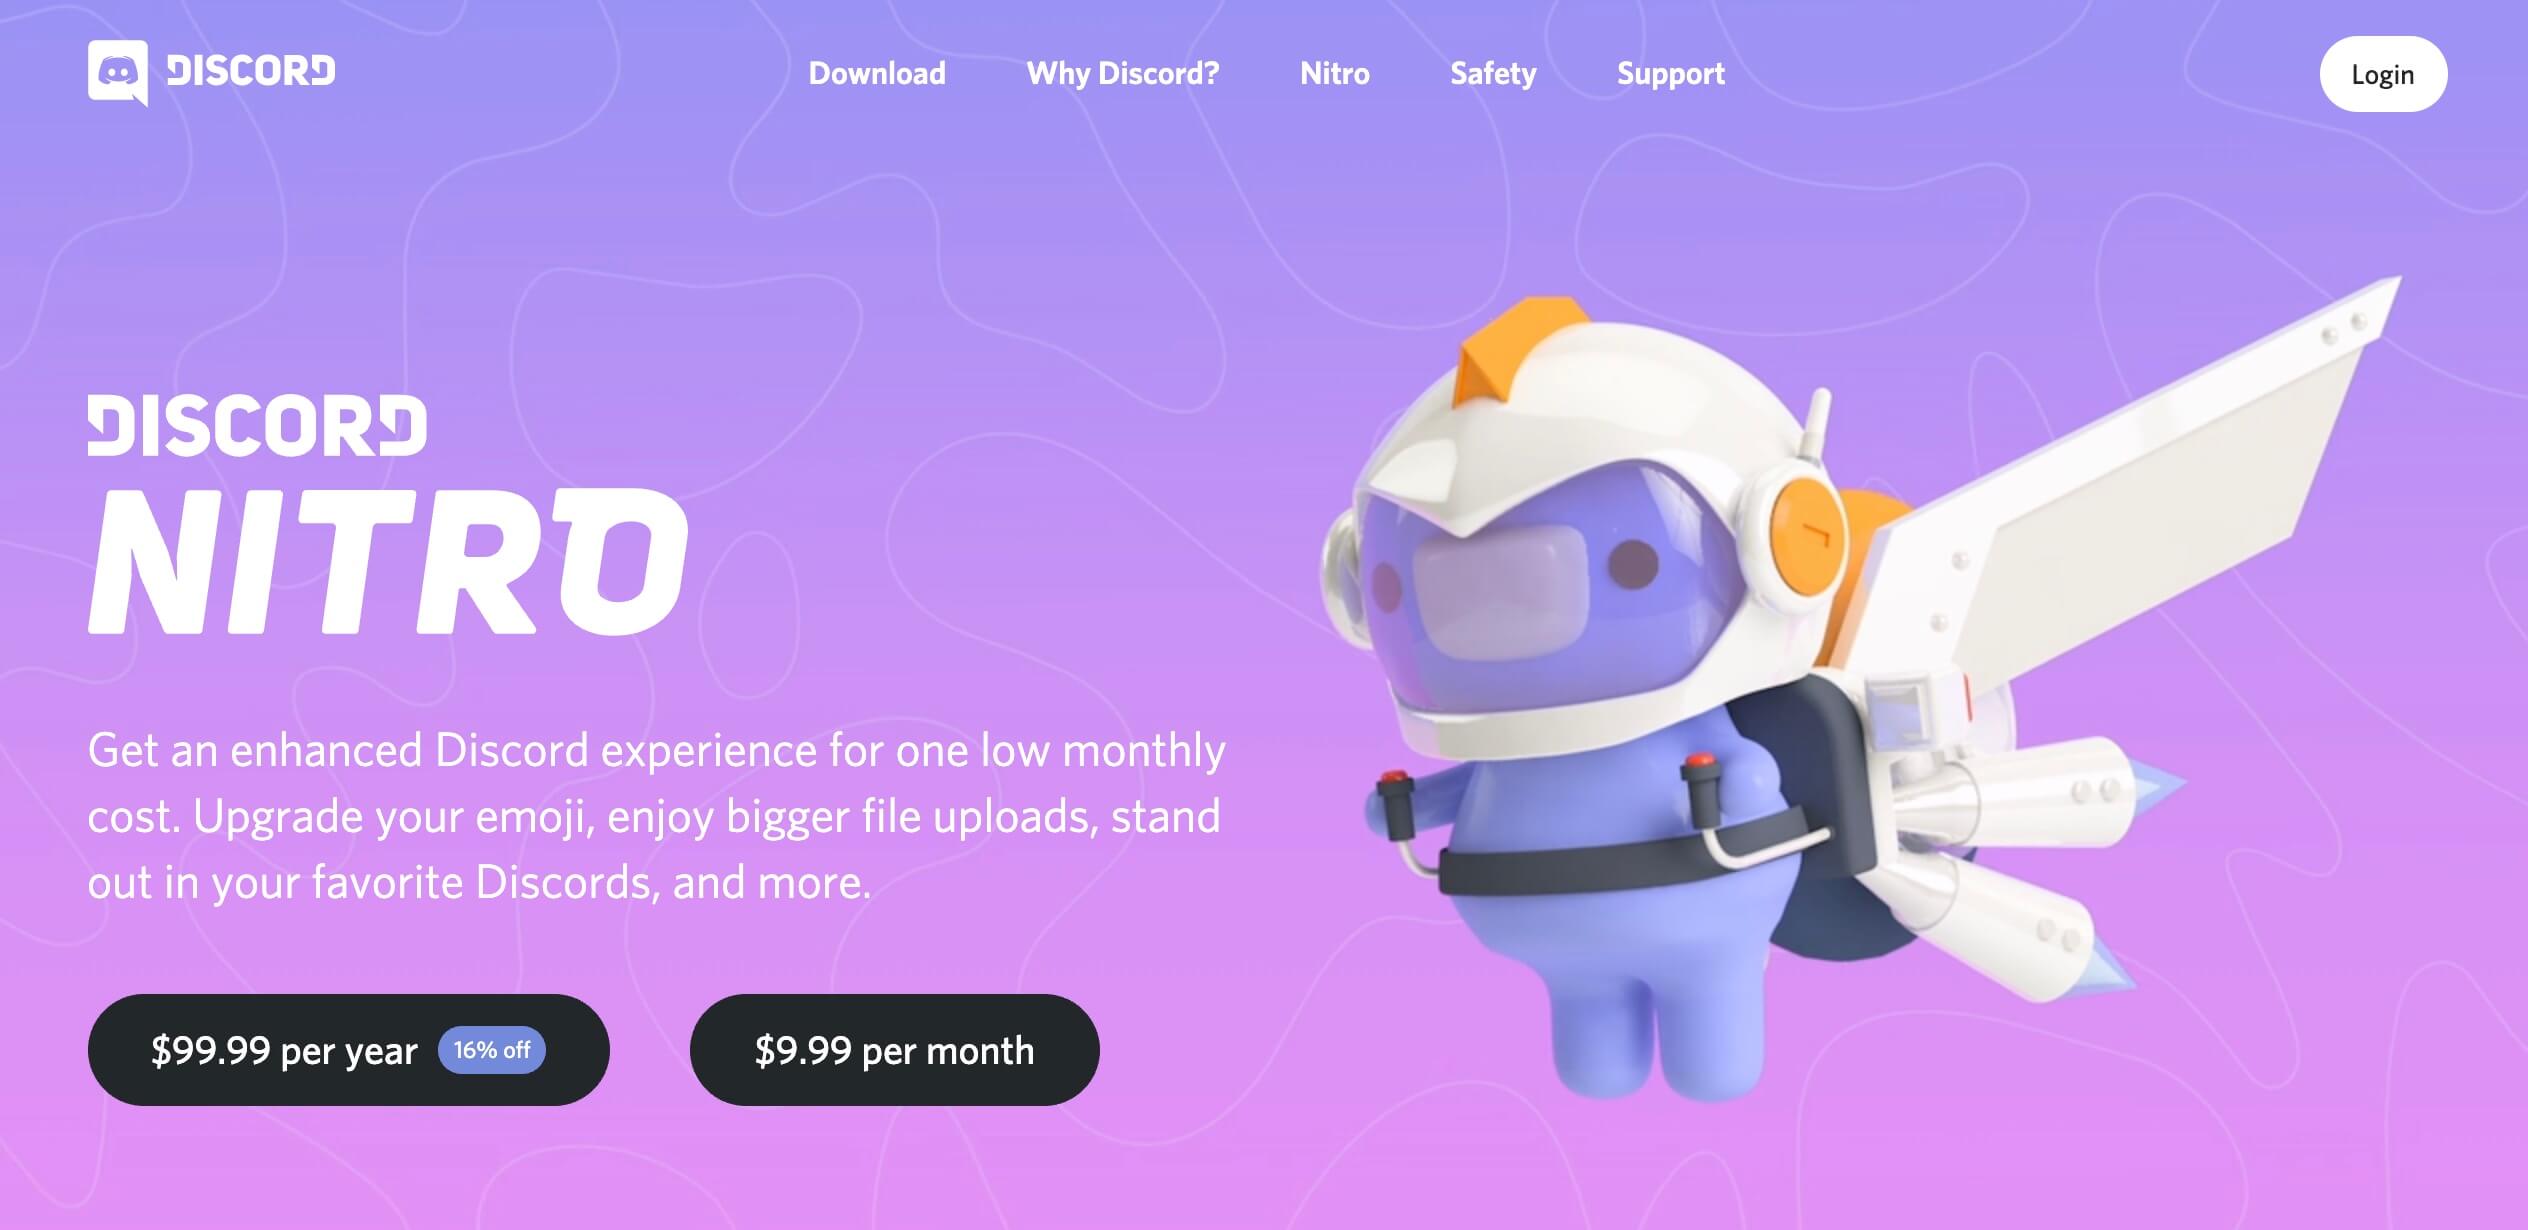 DISCORD
Download Why Discord? Nitro Safety Support
Login
DISCORD
NITRO
Get an enhanced Discord experience for one low monthly
cost. Upgrade your emoji, enjoy bigger file uploads, stand
out in your favorite Discords, and more.
$99.99 per year 16% off
$9.99 per month